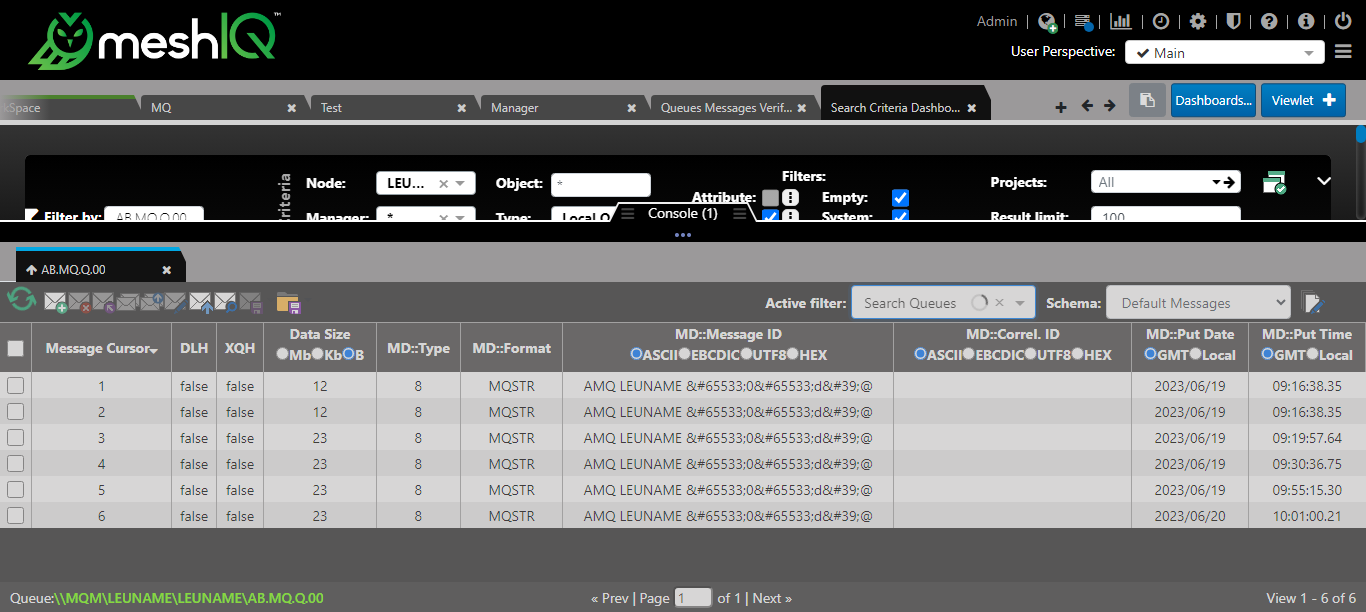 meshIQ™
Admin
User Perspective: Main
Space MQ Test Manager Queues Messages Verif... Search Criteria Dashbo... Dashboards... Viewlet
Filters:
Node: LEU... Object: * Projects: All
Attribute: Empty:
Filter by: AB.MQ.Q.00 Manager: * Type: Local Q System: Result limit: 100
Console (1)
AB.MQ.Q.00
Active filter: Search Queues Schema: Default Messages
Message Cursor DLH XQH Data Size MD::Type MD::Format MD::Message ID MD::Correl. ID MD::Put Date MD::Put Time
Mb Kb B ASCII EBCDIC UTF8 HEX ASCII EBCDIC UTF8 HEX GMT Local GMT Local
1 false false 12 8 MQSTR AMQ LEUNAME &#65533;0&#65533;d&#39;@ 2023/06/19 09:16:38.35
2 false false 12 8 MQSTR AMQ LEUNAME &#65533;0&#65533;d&#39;@ 2023/06/19 09:16:38.35
3 false false 23 8 MQSTR AMQ LEUNAME &#65533;0&#65533;d&#39;@ 2023/06/19 09:19:57.64
4 false false 23 8 MQSTR AMQ LEUNAME &#65533;0&#65533;d&#39;@ 2023/06/19 09:30:36.75
5 false false 23 8 MQSTR AMQ LEUNAME &#65533;0&#65533;d&#39;@ 2023/06/19 09:55:15.30
6 false false 23 8 MQSTR AMQ LEUNAME &#65533;0&#65533;d&#39;@ 2023/06/20 10:01:00.21
Queue:\\MQM\LEUNAME\LEUNAME\AB.MQ.Q.00 « Prev | Page 1 of 1 | Next » View 1 - 6 of 6